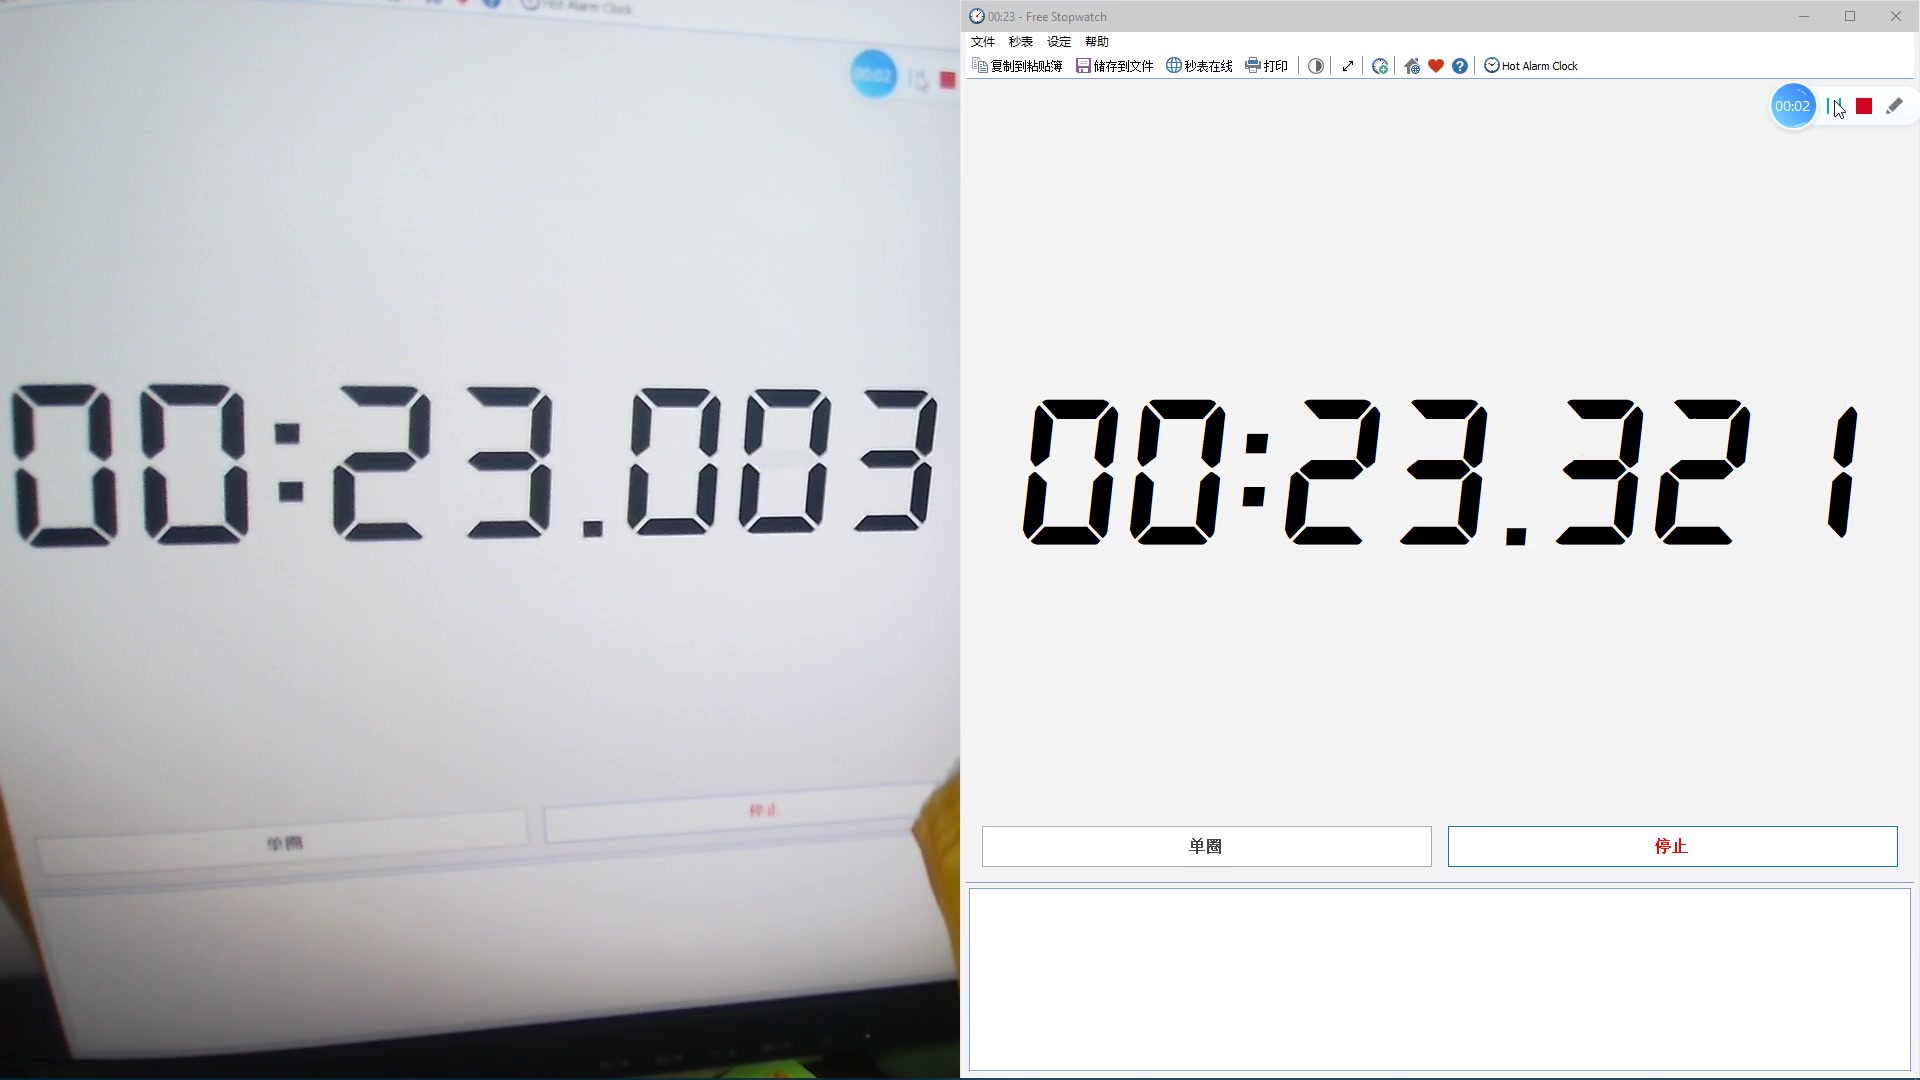 Hot Alarm Clock
00:02
00:23.003
单圈
停止
00:23 - Free Stopwatch
文件 秒表 设定 帮助
复制到粘贴簿 储存到文件 秒表在线 打印 Hot Alarm Clock
00:02
00:23.321
单圈 停止